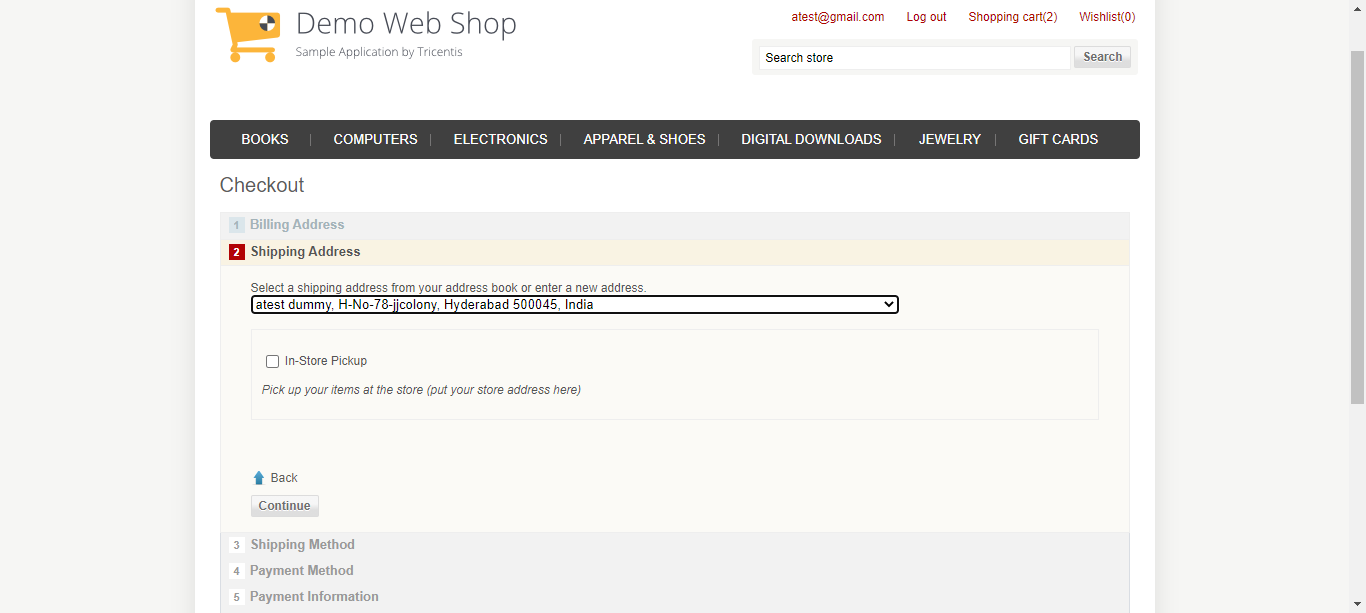 Demo Web Shop
Sample Application by Tricentis
atest@gmail.com Log out Shopping cart(2) Wishlist(0)
Search store Search
BOOKS COMPUTERS ELECTRONICS APPAREL & SHOES DIGITAL DOWNLOADS JEWELRY GIFT CARDS
Checkout
1 Billing Address
2 Shipping Address
Select a shipping address from your address book or enter a new address.
atest dummy, H-No-78-jjcolony, Hyderabad 500045, India
In-Store Pickup
Pick up your items at the store (put your store address here)
Back
Continue
3 Shipping Method
4 Payment Method
5 Payment Information